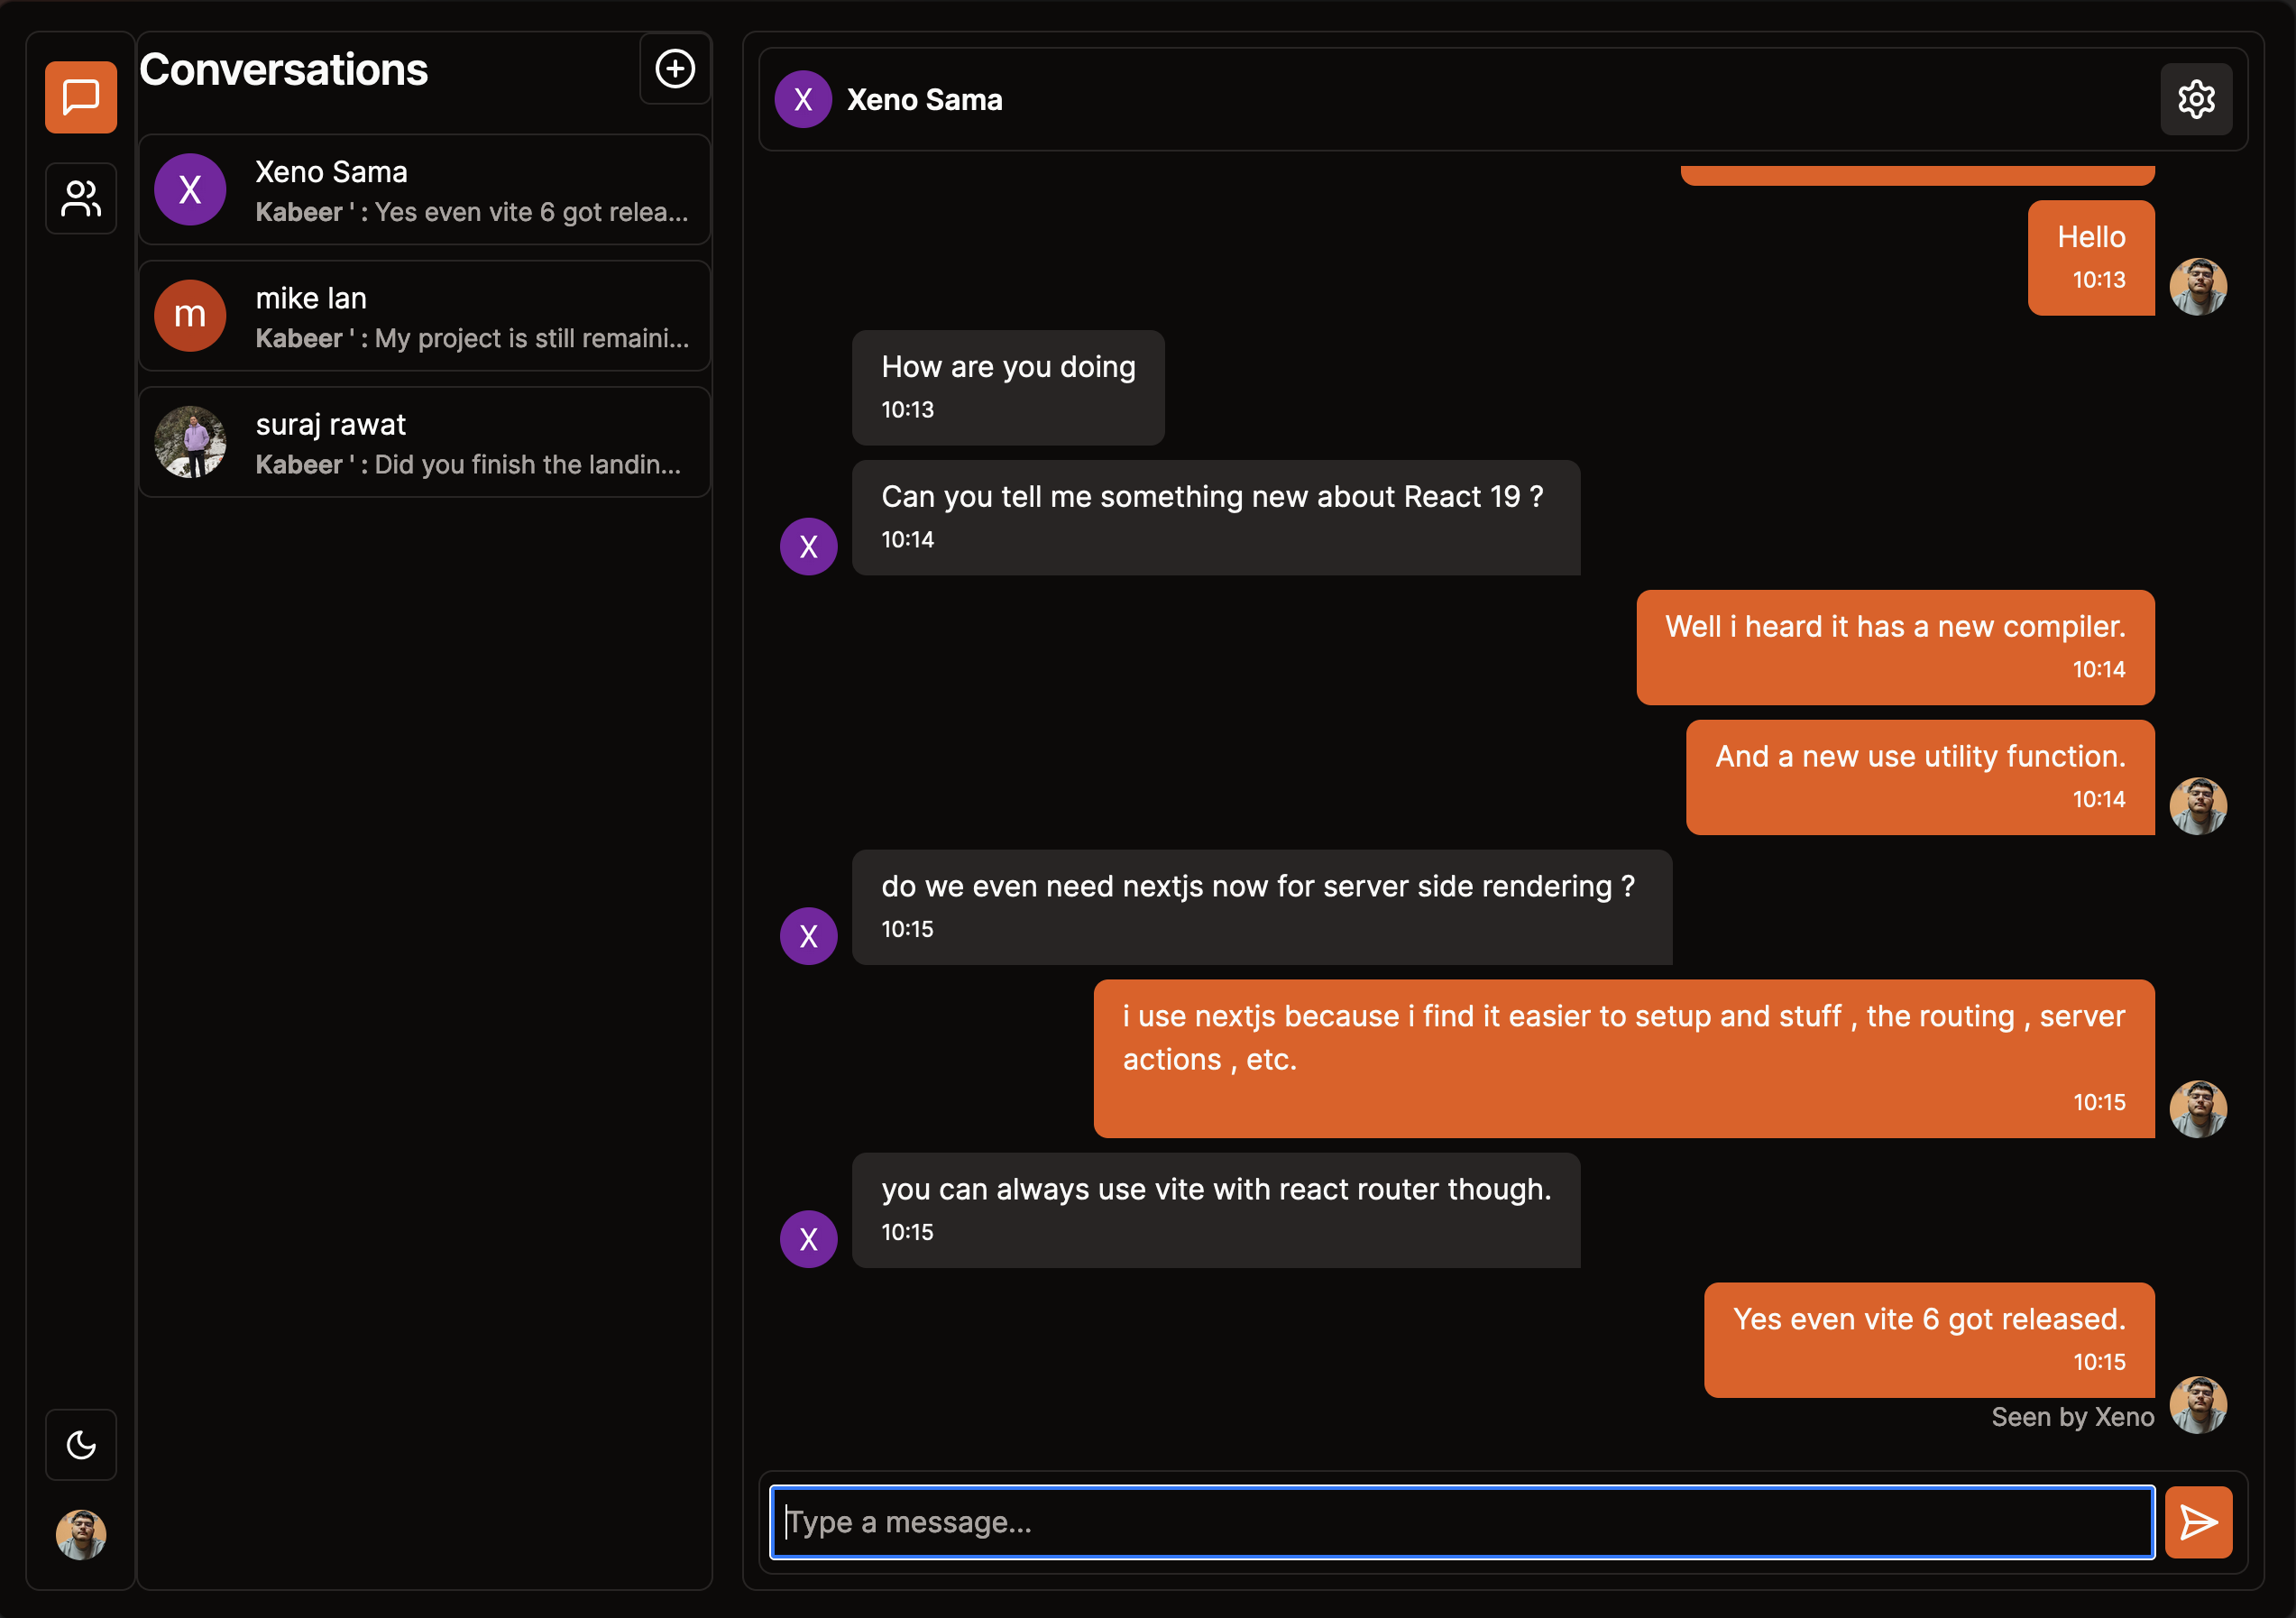 Conversations
X
Xeno Sama
Kabeer ' : Yes even vite 6 got relea...
m
mike lan
Kabeer ' : My project is still remaini...
suraj rawat
Kabeer ' : Did you finish the landin...
X
Xeno Sama
Hello
10:13
How are you doing
10:13
Can you tell me something new about React 19 ?
10:14
X
Well i heard it has a new compiler.
10:14
And a new use utility function.
10:14
do we even need nextjs now for server side rendering ?
10:15
X
i use nextjs because i find it easier to setup and stuff , the routing , server
actions , etc.
10:15
you can always use vite with react router though.
10:15
X
Yes even vite 6 got released.
10:15
Seen by Xeno
Type a message...